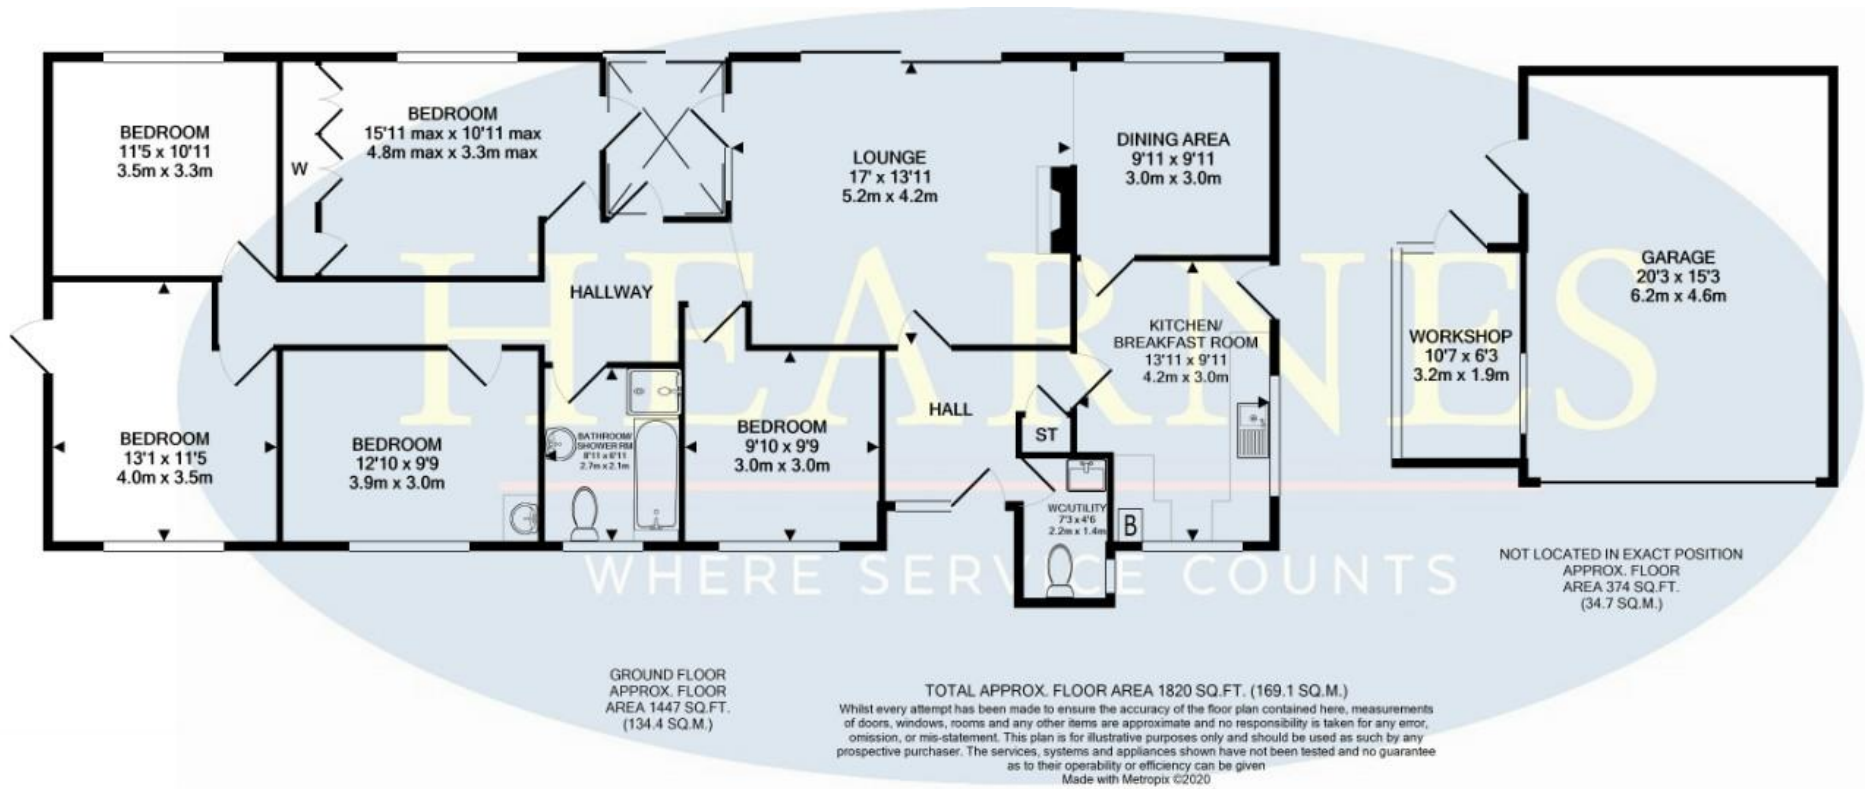 BEDROOM
11'5 x 10'11
3.5m x 3.3m
W
BEDROOM
15'11 max x 10'11 max
4.8m max x 3.3m max
LOUNGE
17' x 13'11
5.2m x 4.2m
DINING AREA
9'11 x 9'11
3.0m x 3.0m
HALLWAY
KITCHEN/
BREAKFAST ROOM
13'11 x 9'11
4.2m x 3.0m
HALL
ST
BEDROOM
13'1 x 11'5
4.0m x 3.5m
BEDROOM
12'10 x 9'9
3.9m x 3.0m
BATHROOM/
SHOWER RM
8'11 x 6'11
2.7m x 2.1m
BEDROOM
9'10 x 9'9
3.0m x 3.0m
WC/UTILITY
7'3 x 4'6
2.2m x 1.4m
B
GARAGE
20'3 x 15'3
6.2m x 4.6m
WORKSHOP
10'7 x 6'3
3.2m x 1.9m
HEARNES
WHERE SERVICE COUNTS
NOT LOCATED IN EXACT POSITION
APPROX. FLOOR
AREA 374 SQ.FT.
(34.7 SQ.M.)
GROUND FLOOR
APPROX. FLOOR
AREA 1447 SQ.FT.
(134.4 SQ.M.)
TOTAL APPROX. FLOOR AREA 1820 SQ.FT. (169.1 SQ.M.)
Whilst every attempt has been made to ensure the accuracy of the floor plan contained here, measurements
of doors, windows, rooms and any other items are approximate and no responsibility is taken for any error,
omission, or mis-statement. This plan is for illustrative purposes only and should be used as such by any
prospective purchaser. The services, systems and appliances shown have not been tested and no guarantee
as to their operability or efficiency can be given
Made with Metropix ©2020